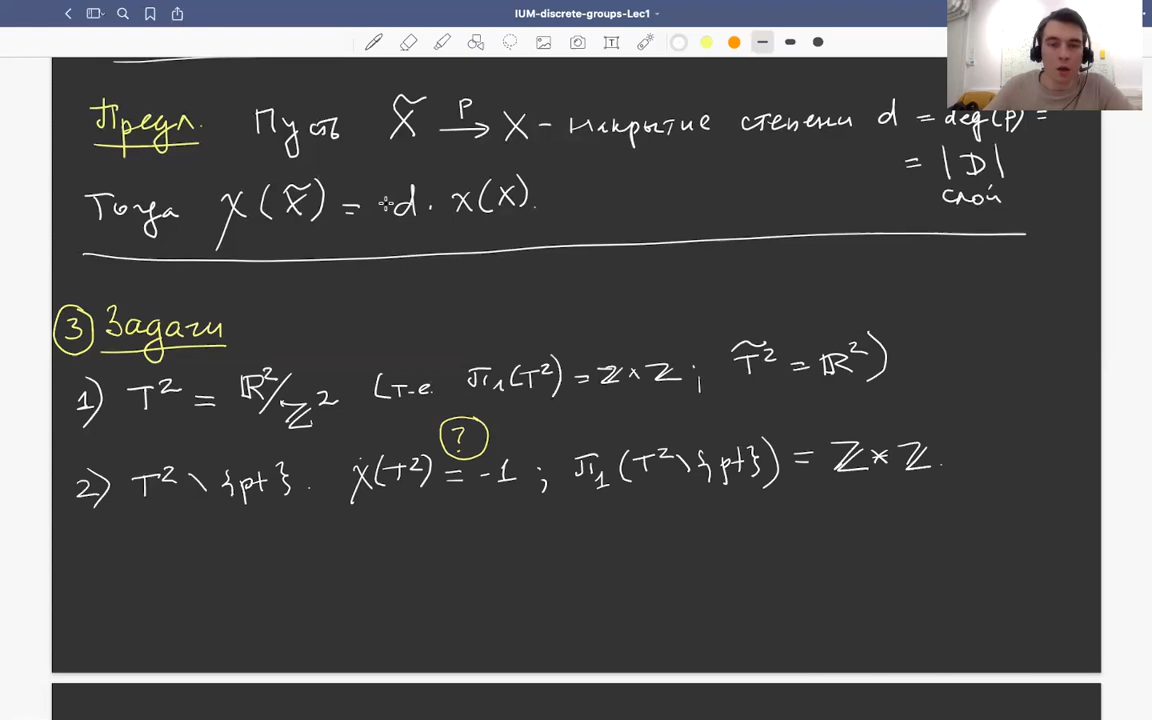 IUM-discrete-groups-Lec1
Предл. Пусть X̃ →(p) X - накрытие степени d = deg(p) =
= |D|
слой
Тогда χ(X̃) = d · χ(X).
③ Задачи
1) T² = ℝ²/ℤ² (т.е. π₁(T²) = ℤ×ℤ; T̃² = ℝ²)
?
2) T² \ {pt}. χ(T²) = -1; π₁(T² \ {pt}) = ℤ * ℤ.